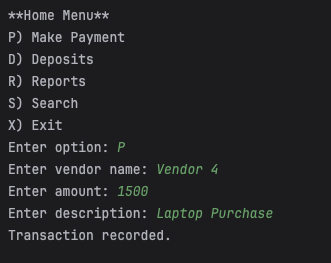 **Home Menu**
P) Make Payment
D) Deposits
R) Reports
S) Search
X) Exit
Enter option: P
Enter vendor name: Vendor 4
Enter amount: 1500
Enter description: Laptop Purchase
Transaction recorded.